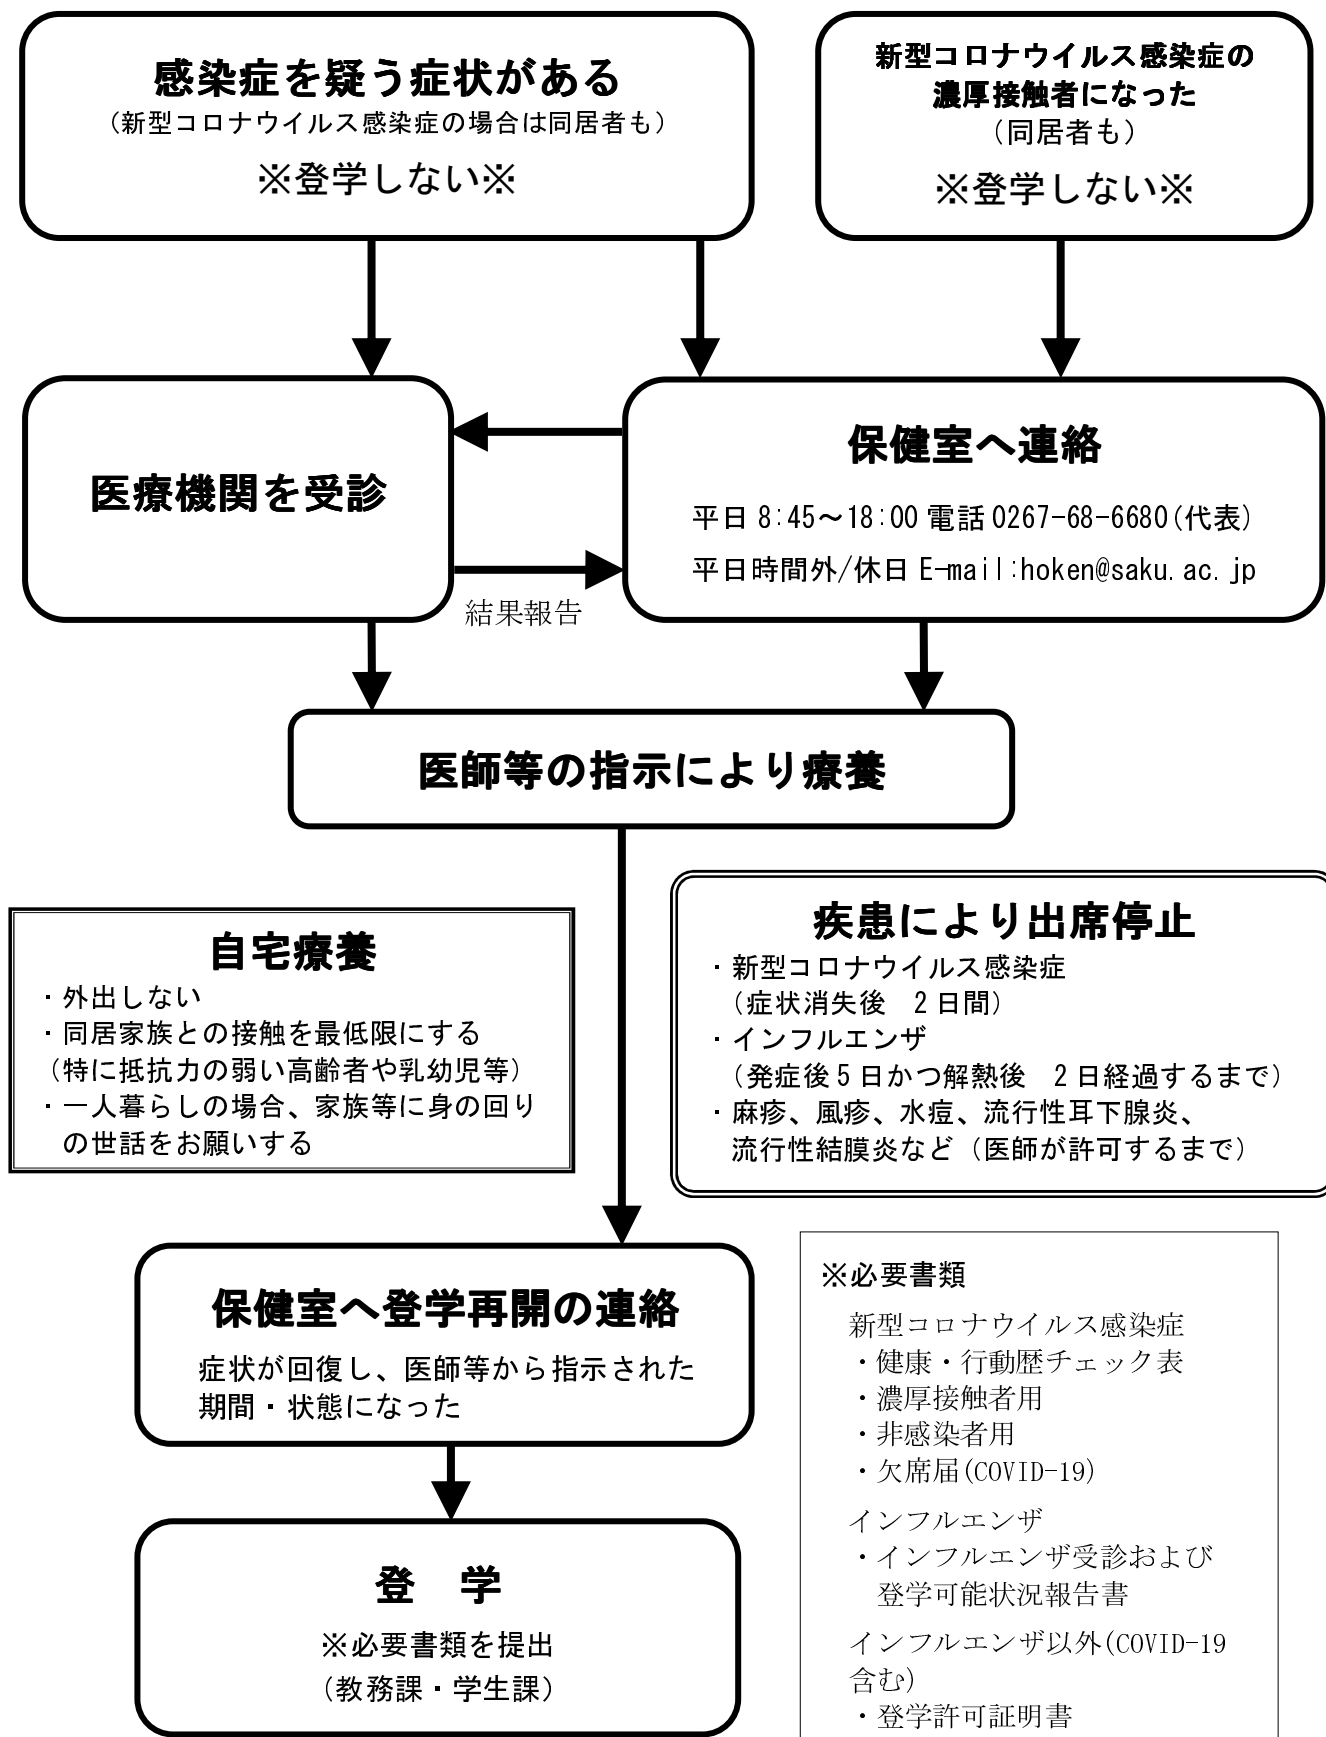 感染症を疑う症状がある
（新型コロナウイルス感染症の場合は同居者も）
※登学しない※
新型コロナウイルス感染症の
濃厚接触者になった
（同居者も）
※登学しない※
医療機関を受診
保健室へ連絡
平日 8:45～18:00 電話 0267-68-6680(代表)
平日時間外/休日 E-mail:hoken@saku.ac.jp
結果報告
医師等の指示により療養
自宅療養
・外出しない
・同居家族との接触を最低限にする
（特に抵抗力の弱い高齢者や乳幼児等）
・一人暮らしの場合、家族等に身の回り
の世話をお願いする
疾患により出席停止
・新型コロナウイルス感染症
（症状消失後　2 日間）
・インフルエンザ
（発症後 5 日かつ解熱後　2 日経過するまで）
・麻疹、風疹、水痘、流行性耳下腺炎、
流行性結膜炎など（医師が許可するまで）
保健室へ登学再開の連絡
症状が回復し、医師等から指示された
期間・状態になった
登　学
※必要書類を提出
（教務課・学生課）
※必要書類
新型コロナウイルス感染症
・健康・行動歴チェック表
・濃厚接触者用
・非感染者用
・欠席届(COVID-19)
インフルエンザ
・インフルエンザ受診および
登学可能状況報告書
インフルエンザ以外(COVID-19
含む)
・登学許可証明書